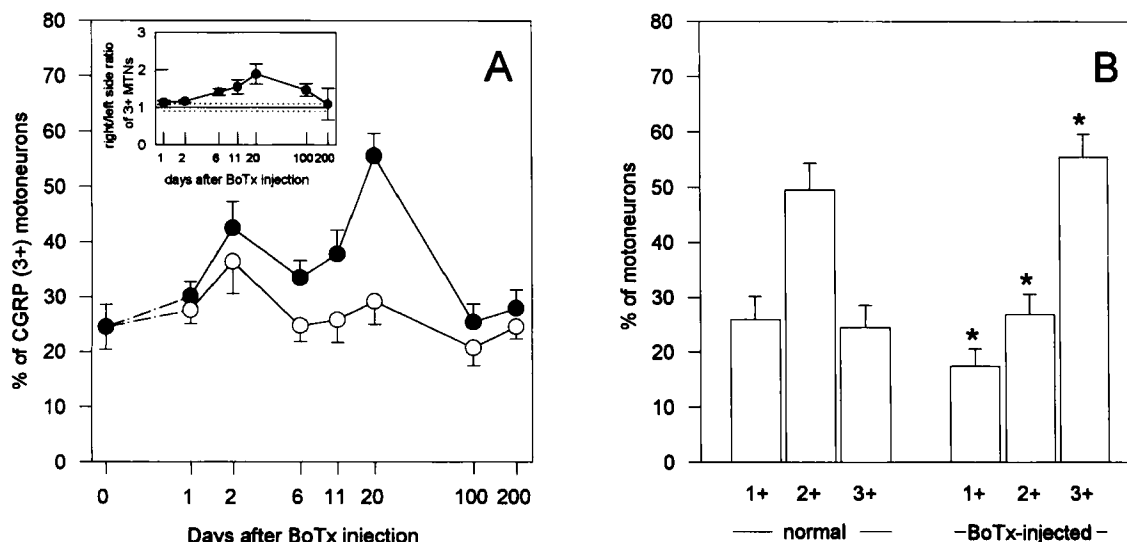 A
80
70
60
50
40
30
20
10
0
% of CGRP (3+) motoneurons
0 1 2 6 11 20 100 200
Days after BoTx injection
3
2
1
0
right/left side ratio
of 3+ MTNs
1 2 6 11 20 100 200
days after BoTx injection
B
80
70
60
50
40
30
20
10
0
% of motoneurons
* * *
1+ 2+ 3+ 1+ 2+ 3+
normal BoTx-injected